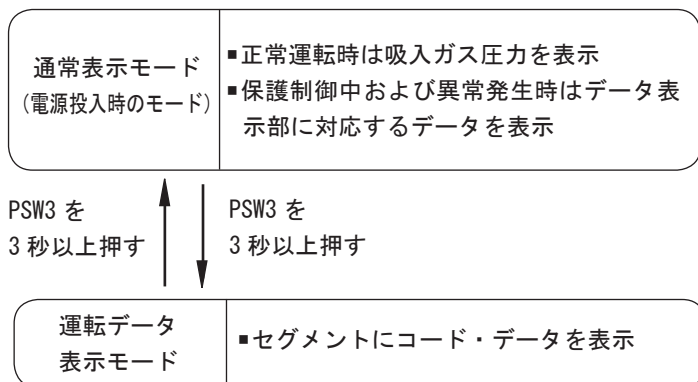 通常表示モード
(電源投入時のモード)
■正常運転時は吸入ガス圧力を表示
■保護制御中および異常発生時はデータ表
示部に対応するデータを表示
PSW3 を
3 秒以上押す
PSW3 を
3 秒以上押す
運転データ
表示モード
■セグメントにコード・データを表示